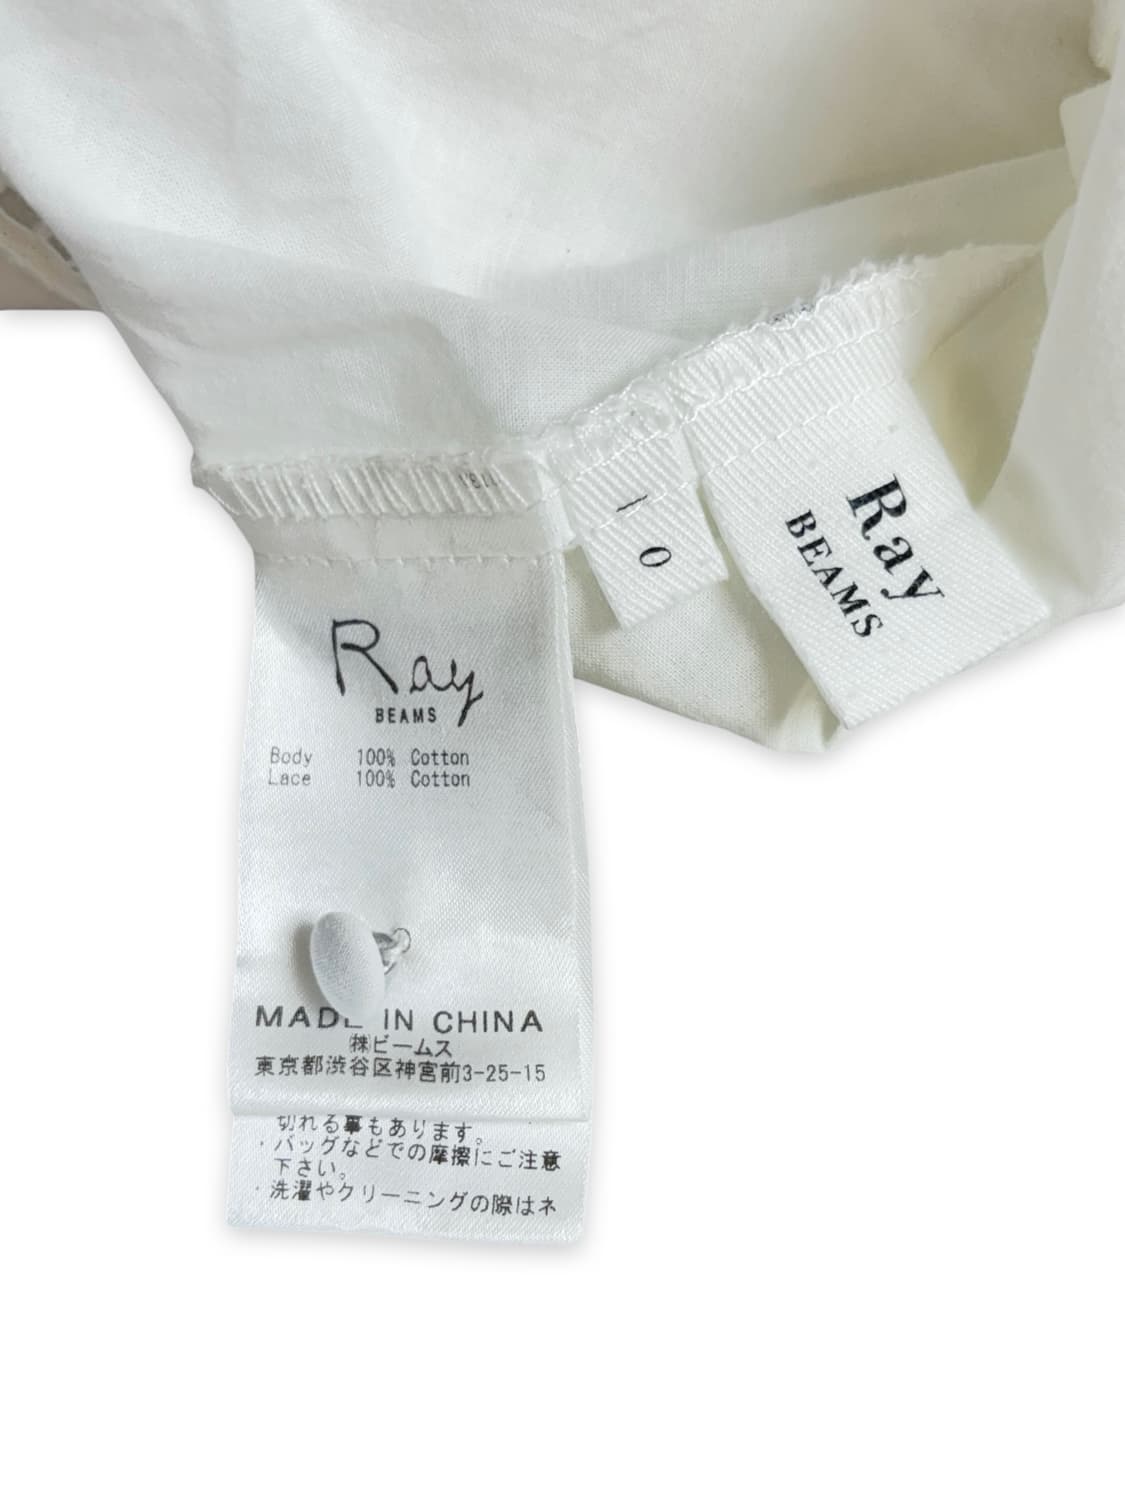 Ray
BEAMS
0
Ray
BEAMS
Body 100% Cotton
Lace 100% Cotton
MADE IN CHINA
㈱ビームス
東京都渋谷区神宮前3-25-15
切れる事もあります。
・バッグなどでの摩擦にご注意
下さい。
・洗濯やクリーニングの際はネ